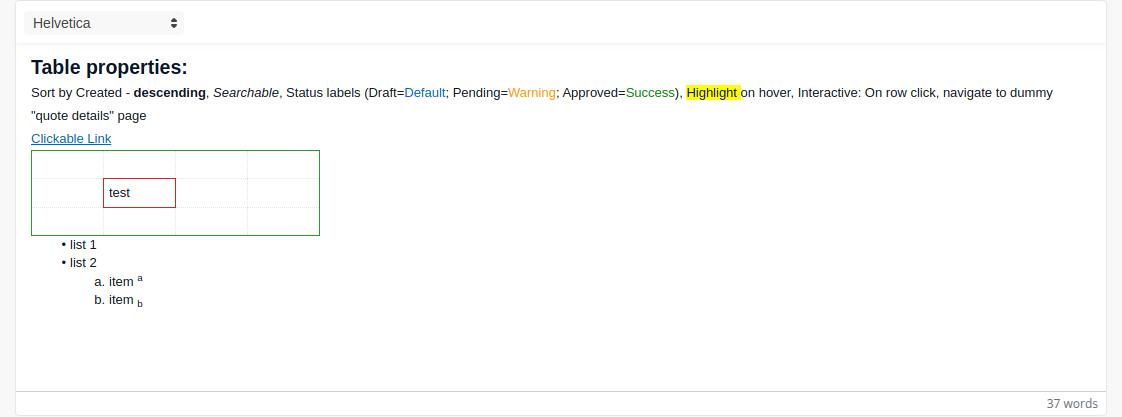 Helvetica
Table properties:
Sort by Created - descending, Searchable, Status labels (Draft=Default; Pending=Warning; Approved=Success), Highlight on hover, Interactive: On row click, navigate to dummy
"quote details" page
Clickable Link
test
• list 1
• list 2
a. item a
b. item b
37 words